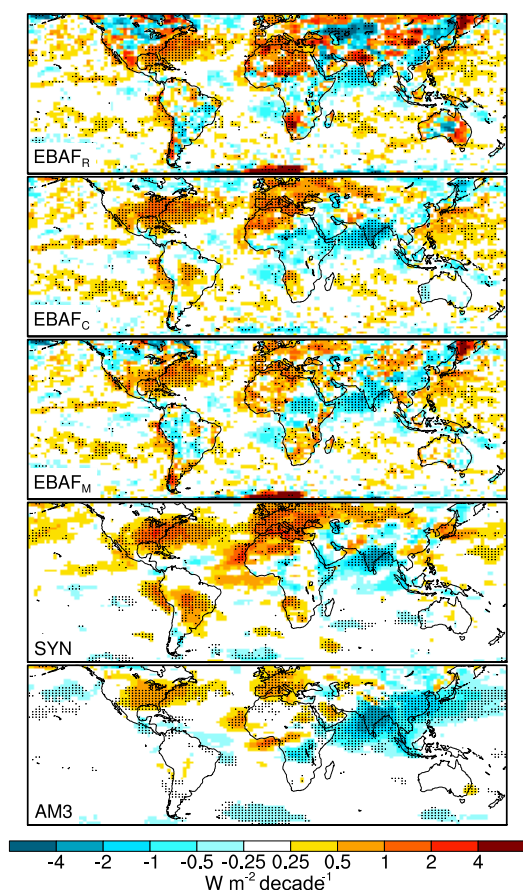 EBAF_R
EBAF_C
EBAF_M
SYN
AM3
-4 -2 -1 -0.5 -0.25 0.25 0.5 1 2 4
W m⁻² decade⁻¹